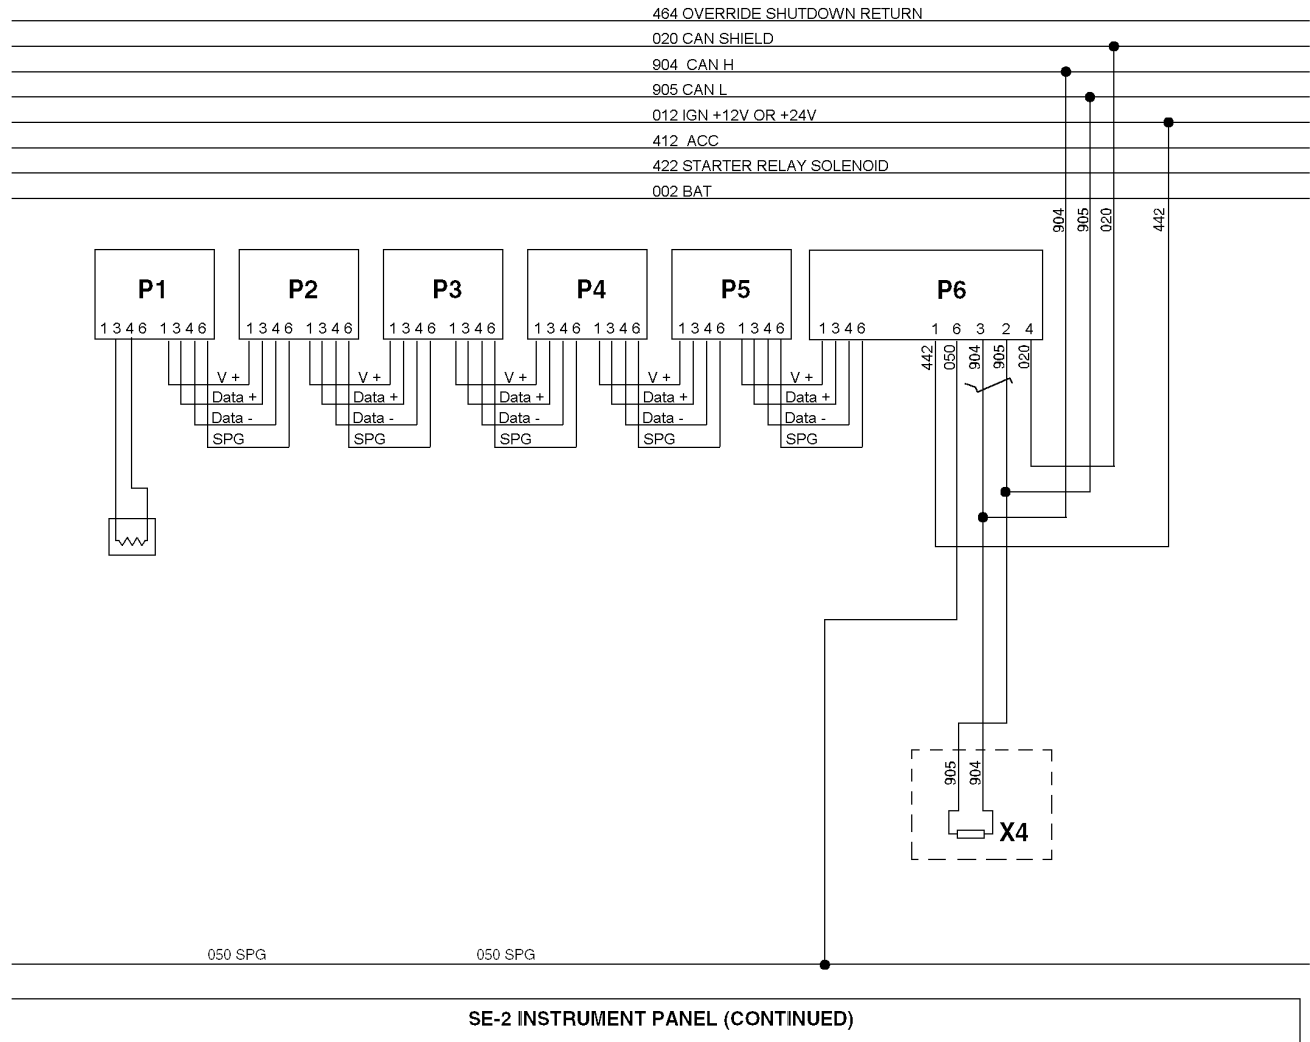 464 OVERRIDE SHUTDOWN RETURN
020 CAN SHIELD
904 CAN H
905 CAN L
012 IGN +12V OR +24V
412 ACC
422 STARTER RELAY SOLENOID
002 BAT
904 905 020 442
P1 P2 P3 P4 P5 P6
1 3 4 6 1 3 4 6 1 3 4 6 1 3 4 6 1 3 4 6 1 3 4 6 1 3 4 6 1 3 4 6 1 3 4 6 1 3 4 6 1 3 4 6 1 6 3 2 4
442 050 904 905 020
V + V + V + V + V +
Data + Data + Data + Data + Data +
Data - Data - Data - Data - Data -
SPG SPG SPG SPG SPG
905 904
X4
050 SPG 050 SPG
SE-2 INSTRUMENT PANEL (CONTINUED)